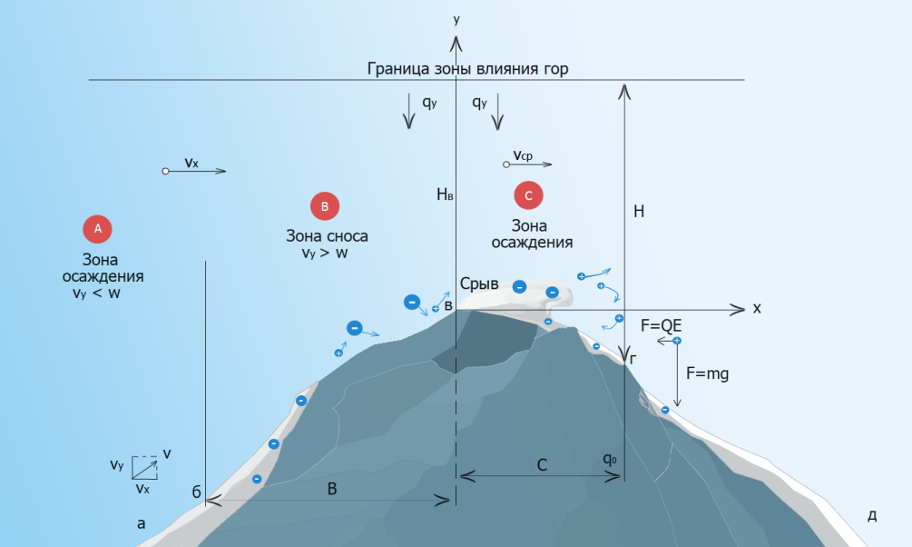 y
Граница зоны влияния гор
qy
qy
vx
vср
A
B
C
Hв
H
Зона
осаждения
vy < w
Зона сноса
vy > w
Зона
осаждения
Срыв
в
x
F=QE
г
F=mg
vy
v
vx
б
В
С
q₀
а
д
+
+
+
+
+
+
+
−
−
−
−
−
−
−
−
−
−